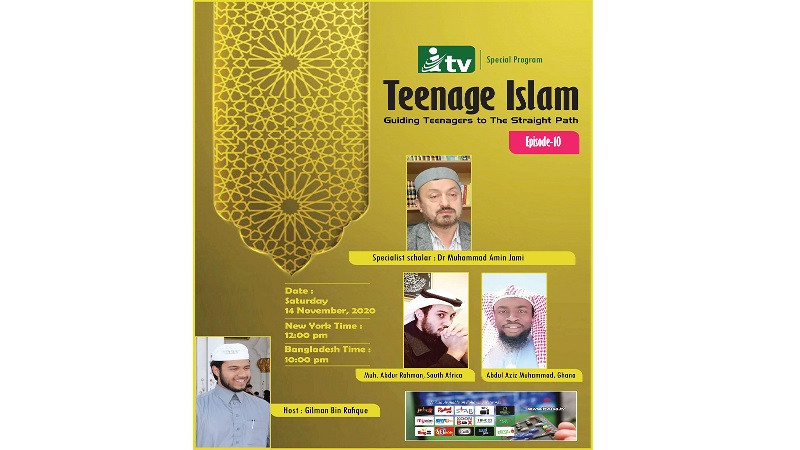 itv
Special Program
Teenage Islam
Guiding Teenagers to The Straight Path
Episode-10
Specialist scholar : Dr Muhammad Amin Jami
Date :
Saturday
14 November, 2020
New York Time :
12:00 pm
Bangladesh Time :
10:00 pm
Muh. Abdur Rahman, South Africa
Abdul Aziz Muhammad, Ghana
Host : Gilman Bin Rafique